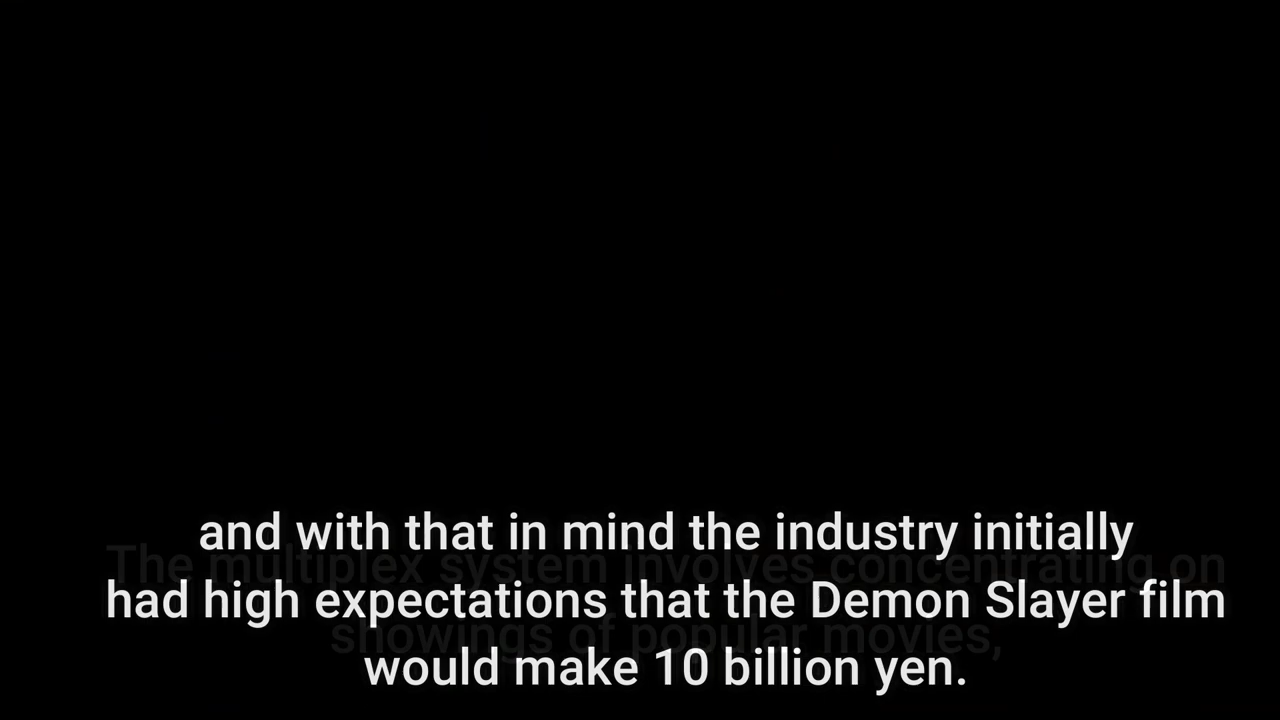 The multiplex system involves concentrating on
showings of popular movies,
and with that in mind the industry initially
had high expectations that the Demon Slayer film
would make 10 billion yen.